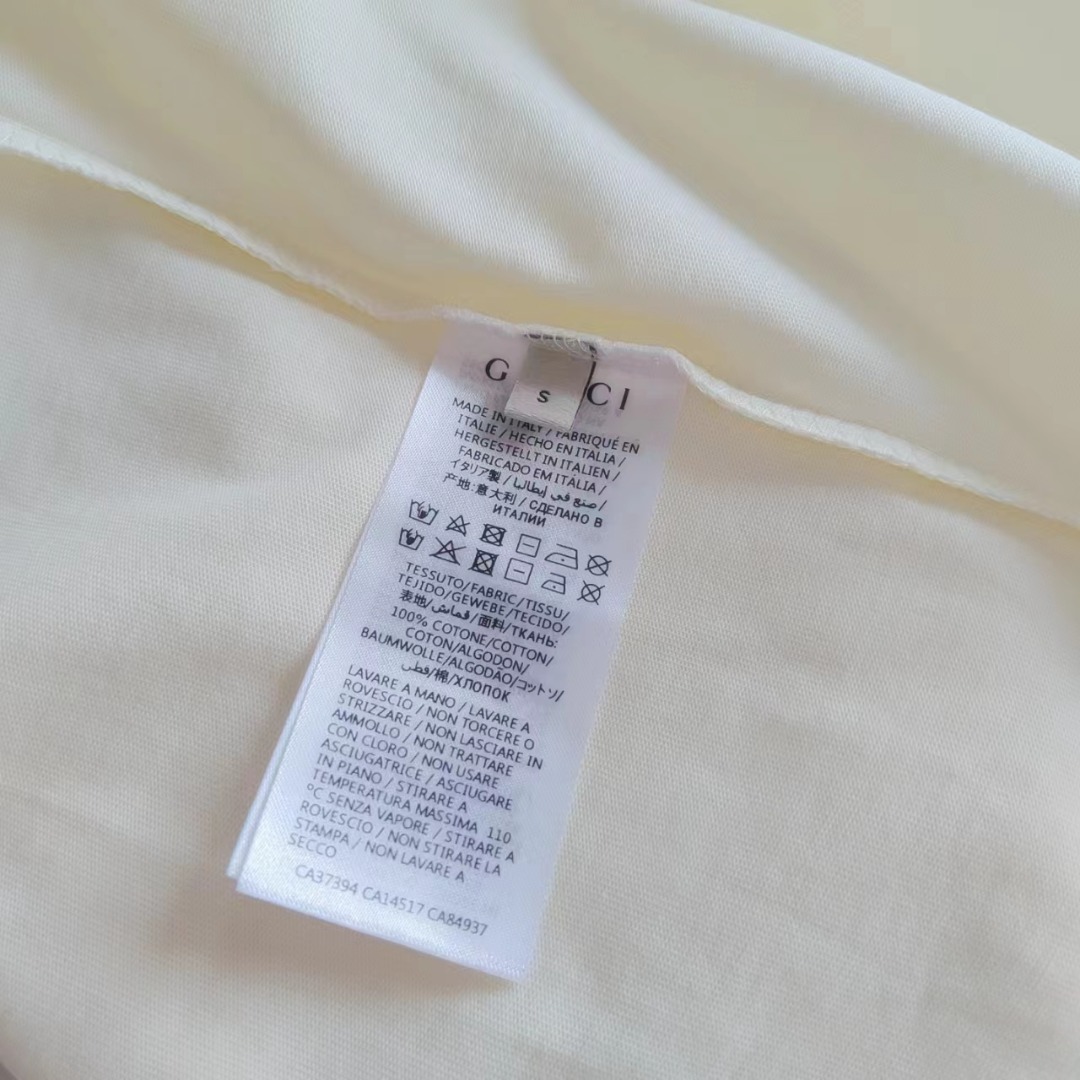 G CI
S
MADE IN ITALY / FABRIQUÉ EN
ITALIE / HECHO EN ITALIA /
HERGESTELLT IN ITALIEN /
FABRICADO EM ITÁLIA /
イタリア製 / صنع في إيطاليا /
产地:意大利 / СДЕЛАНО В
ИТАЛИИ
TESSUTO/FABRIC/TISSU/
TEJIDO/GEWEBE/TECIDO/
表地/قماش/面料/ТКАНЬ:
100% COTONE/COTTON/
COTON/ALGODON/
BAUMWOLLE/ALGODÃO/コットソ/
قطن/棉/ХЛОПОК
LAVARE A MANO / LAVARE A
ROVESCIO / NON TORCERE O
STRIZZARE / NON LASCIARE IN
AMMOLLO / NON TRATTARE
CON CLORO / NON USARE
ASCIUGATRICE / ASCIUGARE
IN PIANO / STIRARE A
TEMPERATURA MASSIMA 110
°C SENZA VAPORE / STIRARE A
ROVESCIO / NON STIRARE LA
STAMPA / NON LAVARE A
SECCO
CA37394 CA14517 CA84937